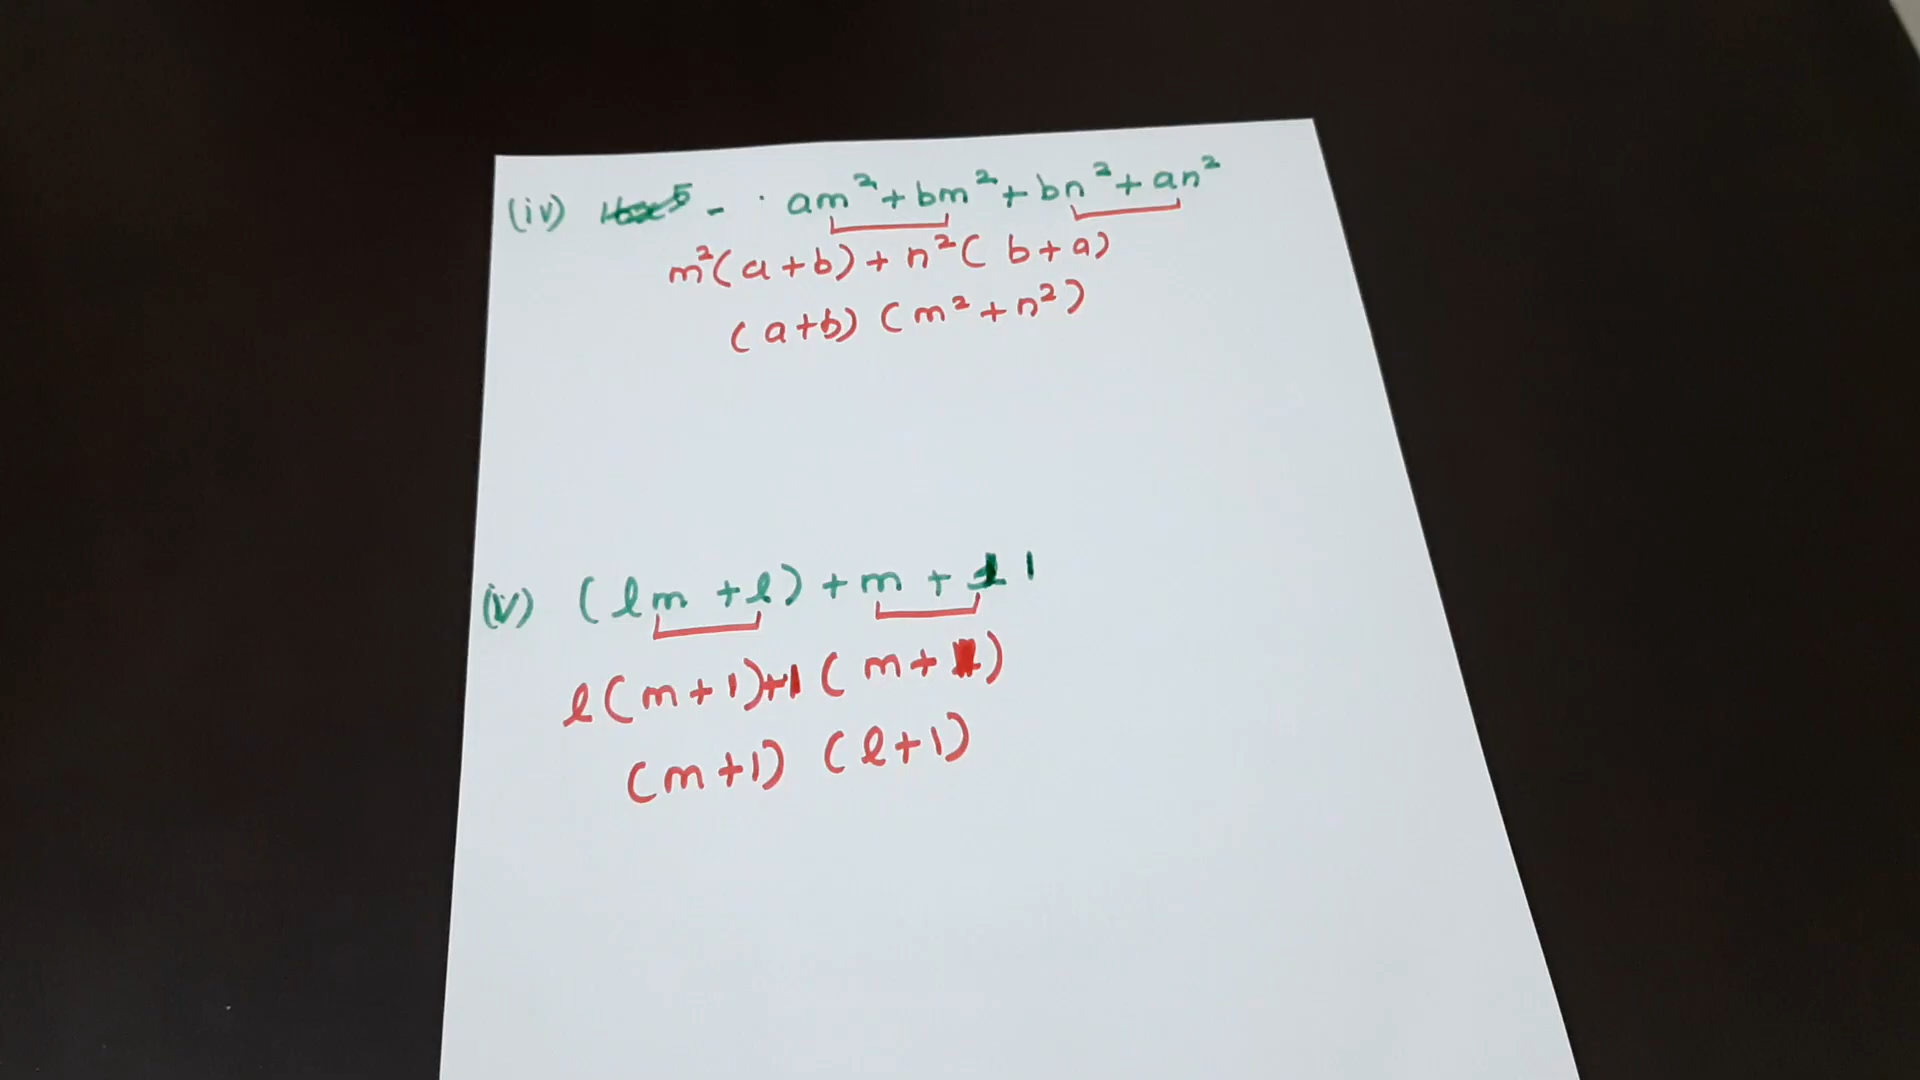 (iv) - am² + bm² + bn² + an²
m²(a+b) + n²(b+a)
(a+b) (m²+n²)
(v) (lm + l) + m + 1
l(m+1)+1(m+1)
(m+1) (l+1)